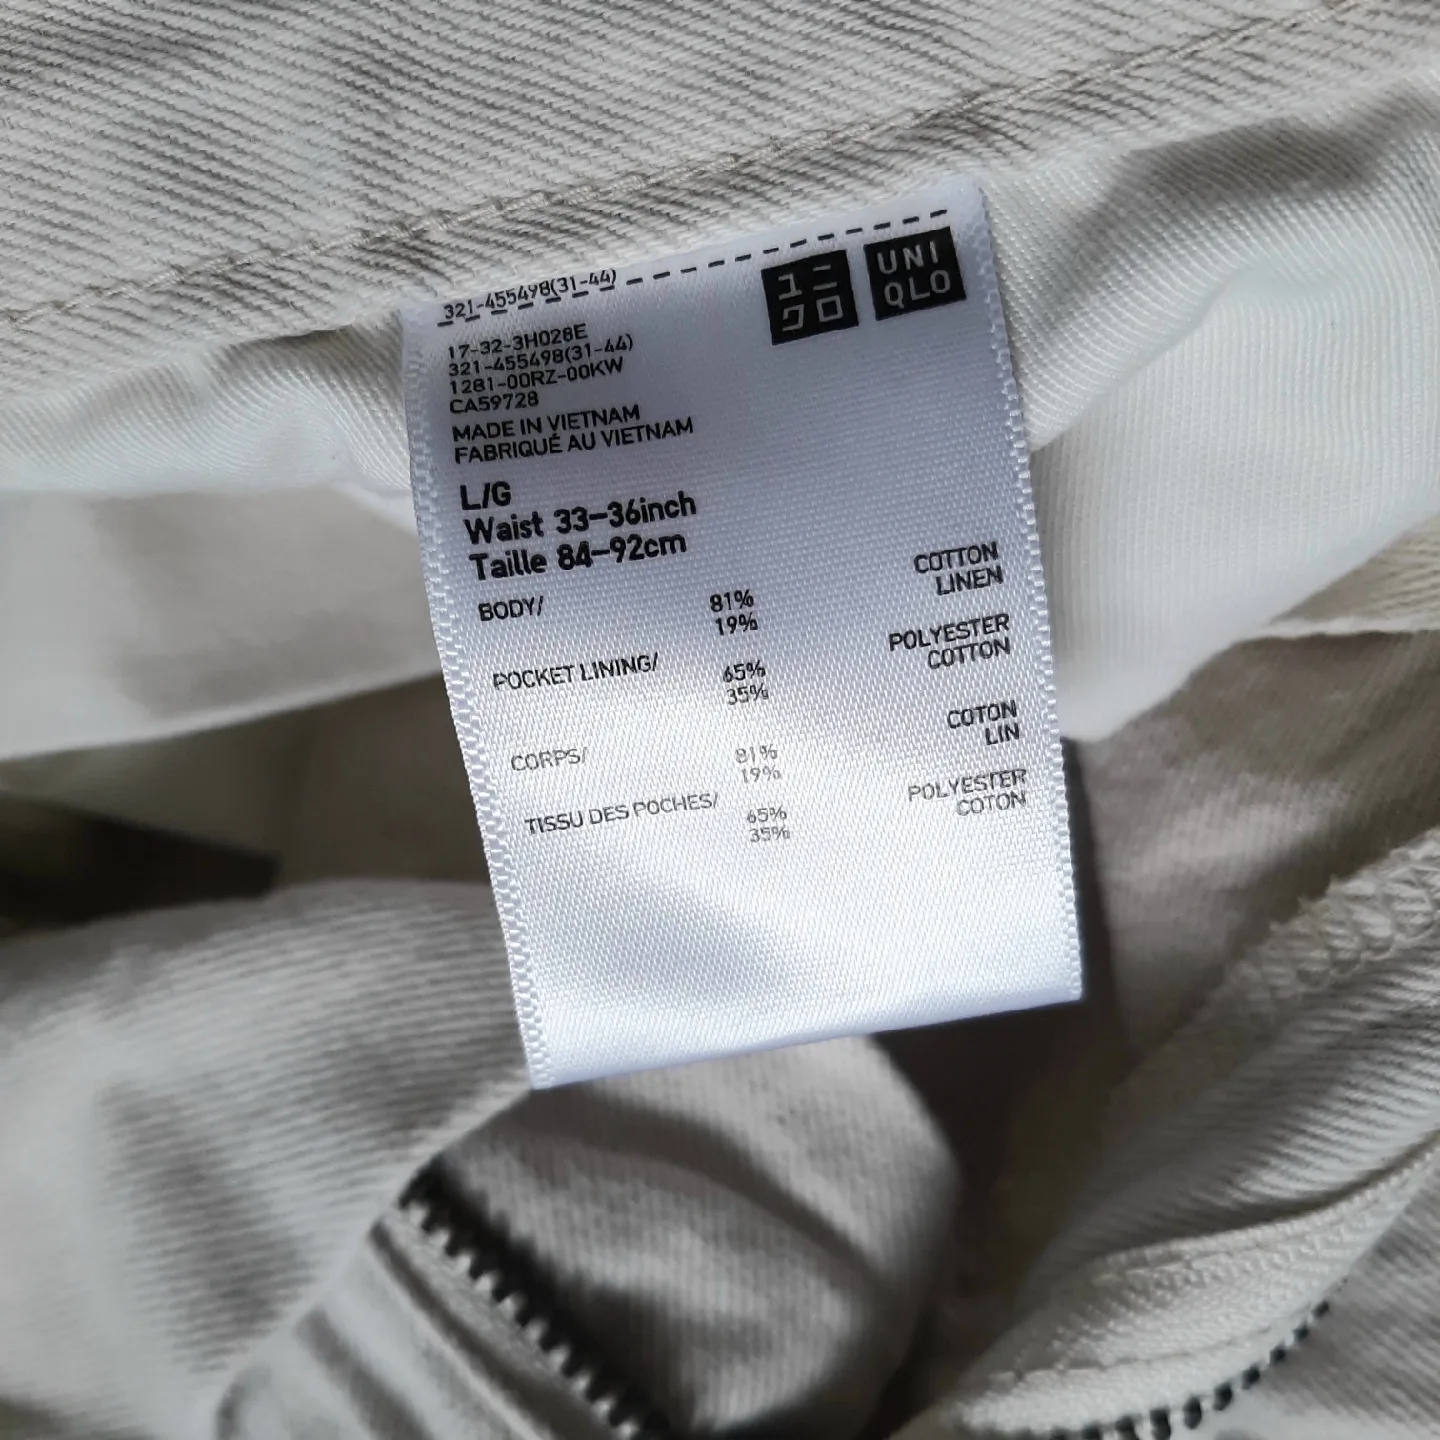 321-455498(31-44)
ユニ
クロ
UNI
QLO
17-32-3H028E
321-455498(31-44)
1281-00RZ-00KW
CA59728
MADE IN VIETNAM
FABRIQUÉ AU VIETNAM
L/G
Waist 33–36inch
Taille 84–92cm
BODY/ 81% COTTON
19% LINEN
POCKET LINING/ 65% POLYESTER
35% COTTON
CORPS/ 81% COTON
19% LIN
TISSU DES POCHES/ 65% POLYESTER
35% COTON